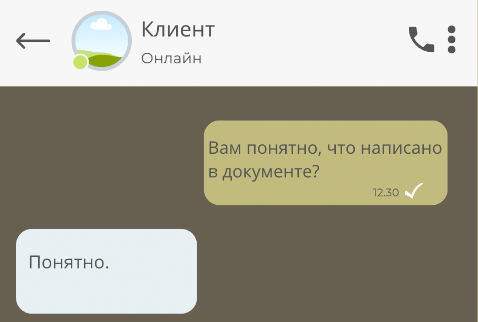 Клиент
Онлайн
Вам понятно, что написано
в документе?
12.30
Понятно.